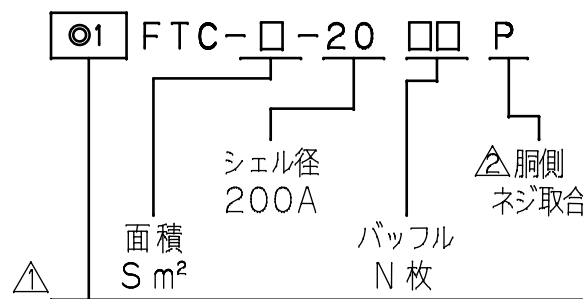 ◎1 FTC-□-20 □□ P
シェル径
200A
△2 胴側
ネジ取合
面積
S m²
バッフル
N 枚
△1